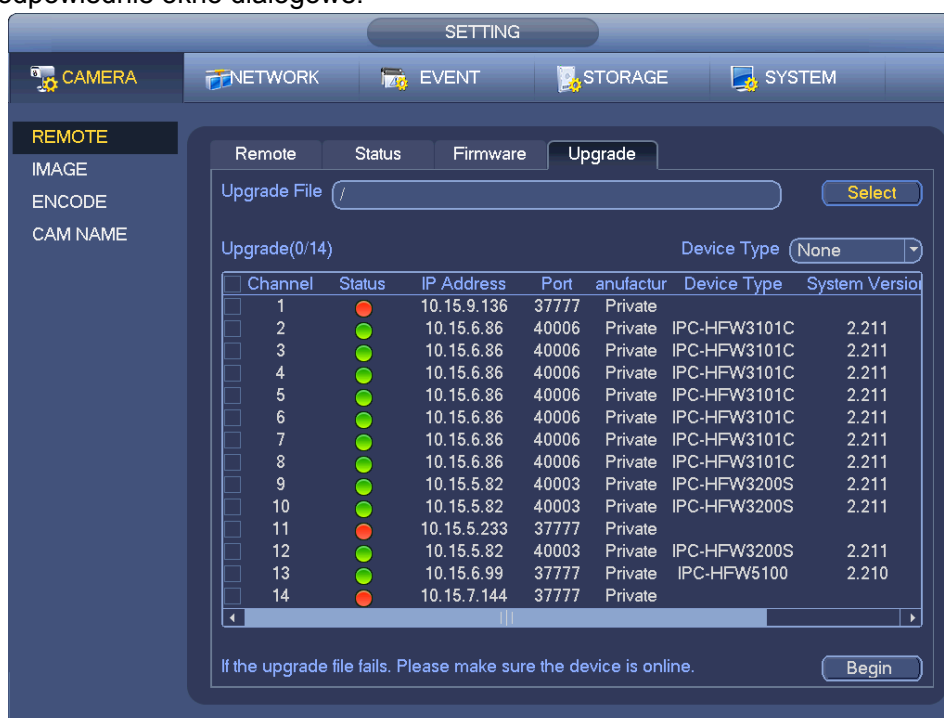 odpowiednie okno dialogowe.
SETTING
CAMERA NETWORK EVENT STORAGE SYSTEM
REMOTE
IMAGE
ENCODE
CAM NAME
Remote Status Firmware Upgrade
Upgrade File / Select
Upgrade(0/14) Device Type None
Channel Status IP Address Port anufactur Device Type System Version
1 10.15.9.136 37777 Private
2 10.15.6.86 40006 Private IPC-HFW3101C 2.211
3 10.15.6.86 40006 Private IPC-HFW3101C 2.211
4 10.15.6.86 40006 Private IPC-HFW3101C 2.211
5 10.15.6.86 40006 Private IPC-HFW3101C 2.211
6 10.15.6.86 40006 Private IPC-HFW3101C 2.211
7 10.15.6.86 40006 Private IPC-HFW3101C 2.211
8 10.15.6.86 40006 Private IPC-HFW3101C 2.211
9 10.15.5.82 40003 Private IPC-HFW3200S 2.211
10 10.15.5.82 40003 Private IPC-HFW3200S 2.211
11 10.15.5.233 37777 Private
12 10.15.5.82 40003 Private IPC-HFW3200S 2.211
13 10.15.6.99 37777 Private IPC-HFW5100 2.210
14 10.15.7.144 37777 Private
If the upgrade file fails. Please make sure the device is online. Begin